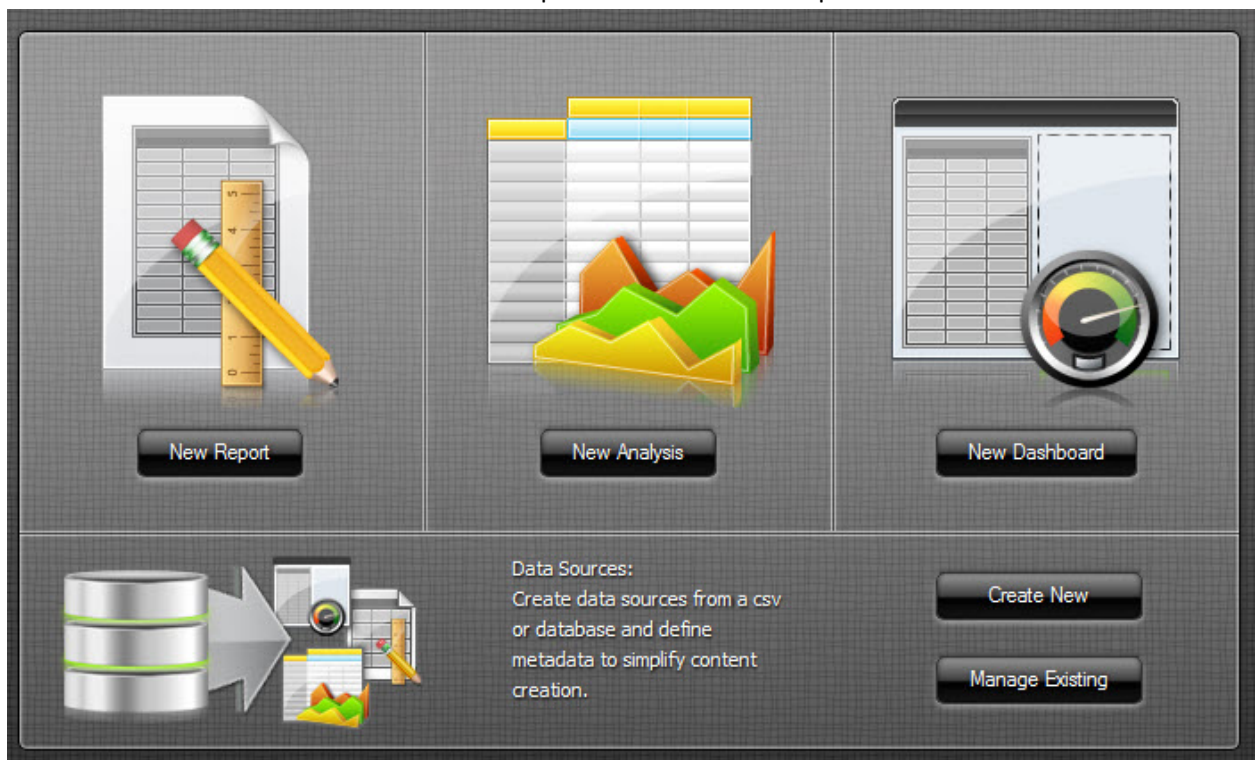 New Report
New Analysis
New Dashboard
Data Sources:
Create data sources from a csv
or database and define
metadata to simplify content
creation.
Create New
Manage Existing